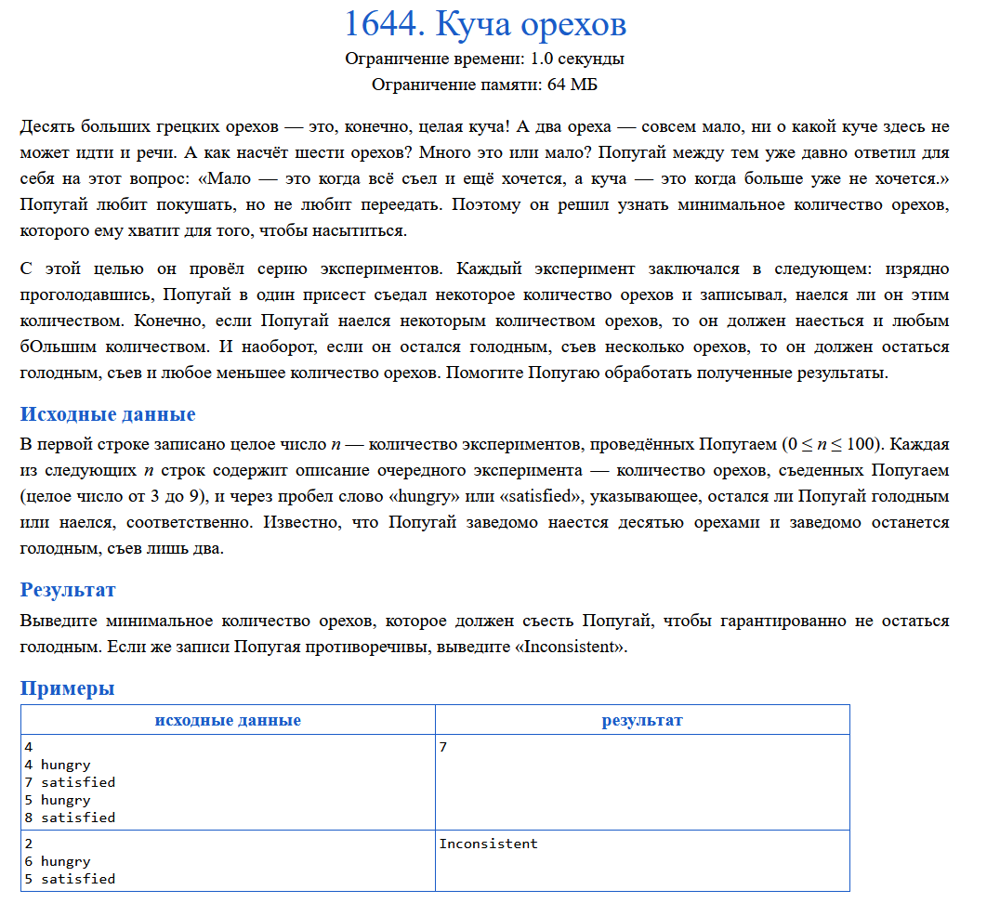 1644. Куча орехов
Ограничение времени: 1.0 секунды
Ограничение памяти: 64 МБ
Десять больших грецких орехов — это, конечно, целая куча! А два ореха — совсем мало, ни о какой куче здесь не
может идти и речи. А как насчёт шести орехов? Много это или мало? Попугай между тем уже давно ответил для
себя на этот вопрос: «Мало — это когда всё съел и ещё хочется, а куча — это когда больше уже не хочется.»
Попугай любит покушать, но не любит переедать. Поэтому он решил узнать минимальное количество орехов,
которого ему хватит для того, чтобы насытиться.
С этой целью он провёл серию экспериментов. Каждый эксперимент заключался в следующем: изрядно
проголодавшись, Попугай в один присест съедал некоторое количество орехов и записывал, наелся ли он этим
количеством. Конечно, если Попугай наелся некоторым количеством орехов, то он должен наесться и любым
бОльшим количеством. И наоборот, если он остался голодным, съев несколько орехов, то он должен остаться
голодным, съев и любое меньшее количество орехов. Помогите Попугаю обработать полученные результаты.
Исходные данные
В первой строке записано целое число n — количество экспериментов, проведённых Попугаем (0 ≤ n ≤ 100). Каждая
из следующих n строк содержит описание очередного эксперимента — количество орехов, съеденных Попугаем
(целое число от 3 до 9), и через пробел слово «hungry» или «satisfied», указывающее, остался ли Попугай голодным
или наелся, соответственно. Известно, что Попугай заведомо наестся десятью орехами и заведомо останется
голодным, съев лишь два.
Результат
Выведите минимальное количество орехов, которое должен съесть Попугай, чтобы гарантированно не остаться
голодным. Если же записи Попугая противоречивы, выведите «Inconsistent».
Примеры
исходные данные результат
4 7
4 hungry
7 satisfied
5 hungry
8 satisfied
2 Inconsistent
6 hungry
5 satisfied